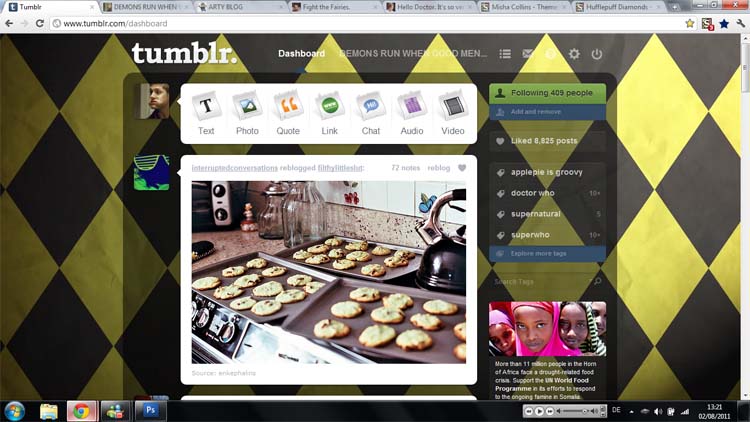 Tumblr
DEMONS RUN WHEN
ARTY BLOG
Fight the Fairies.
Hello Doctor. It's so ve
Misha Collins - Theme
Hufflepuff Diamonds -
www.tumblr.com/dashboard
3
tumblr.
Dashboard
DEMONS RUN WHEN GOOD MEN...
Text
Photo
Quote
Link
Chat
Audio
Video
Following 409 people
Add and remove
Liked 8,825 posts
applepie is groovy
doctor who 10+
supernatural 5
superwho 10+
Explore more tags
Search Tags
interruptedconversations reblogged filthylittleslut:
72 notes reblog
Source: enkephalins
More than 11 million people in the Horn
of Africa face a drought-related food
crisis. Support the UN World Food
Programme in its efforts to respond
to the ongoing famine in Somalia.
Ps
DE
13:21
02/08/2011